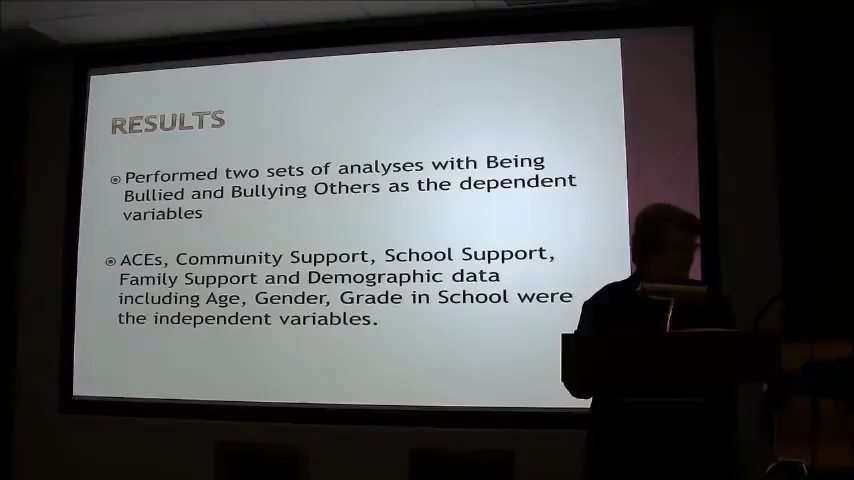 RESULTS
Performed two sets of analyses with Being
Bullied and Bullying Others as the dependent
variables
ACEs, Community Support, School Support,
Family Support and Demographic data
including Age, Gender, Grade in School were
the independent variables.